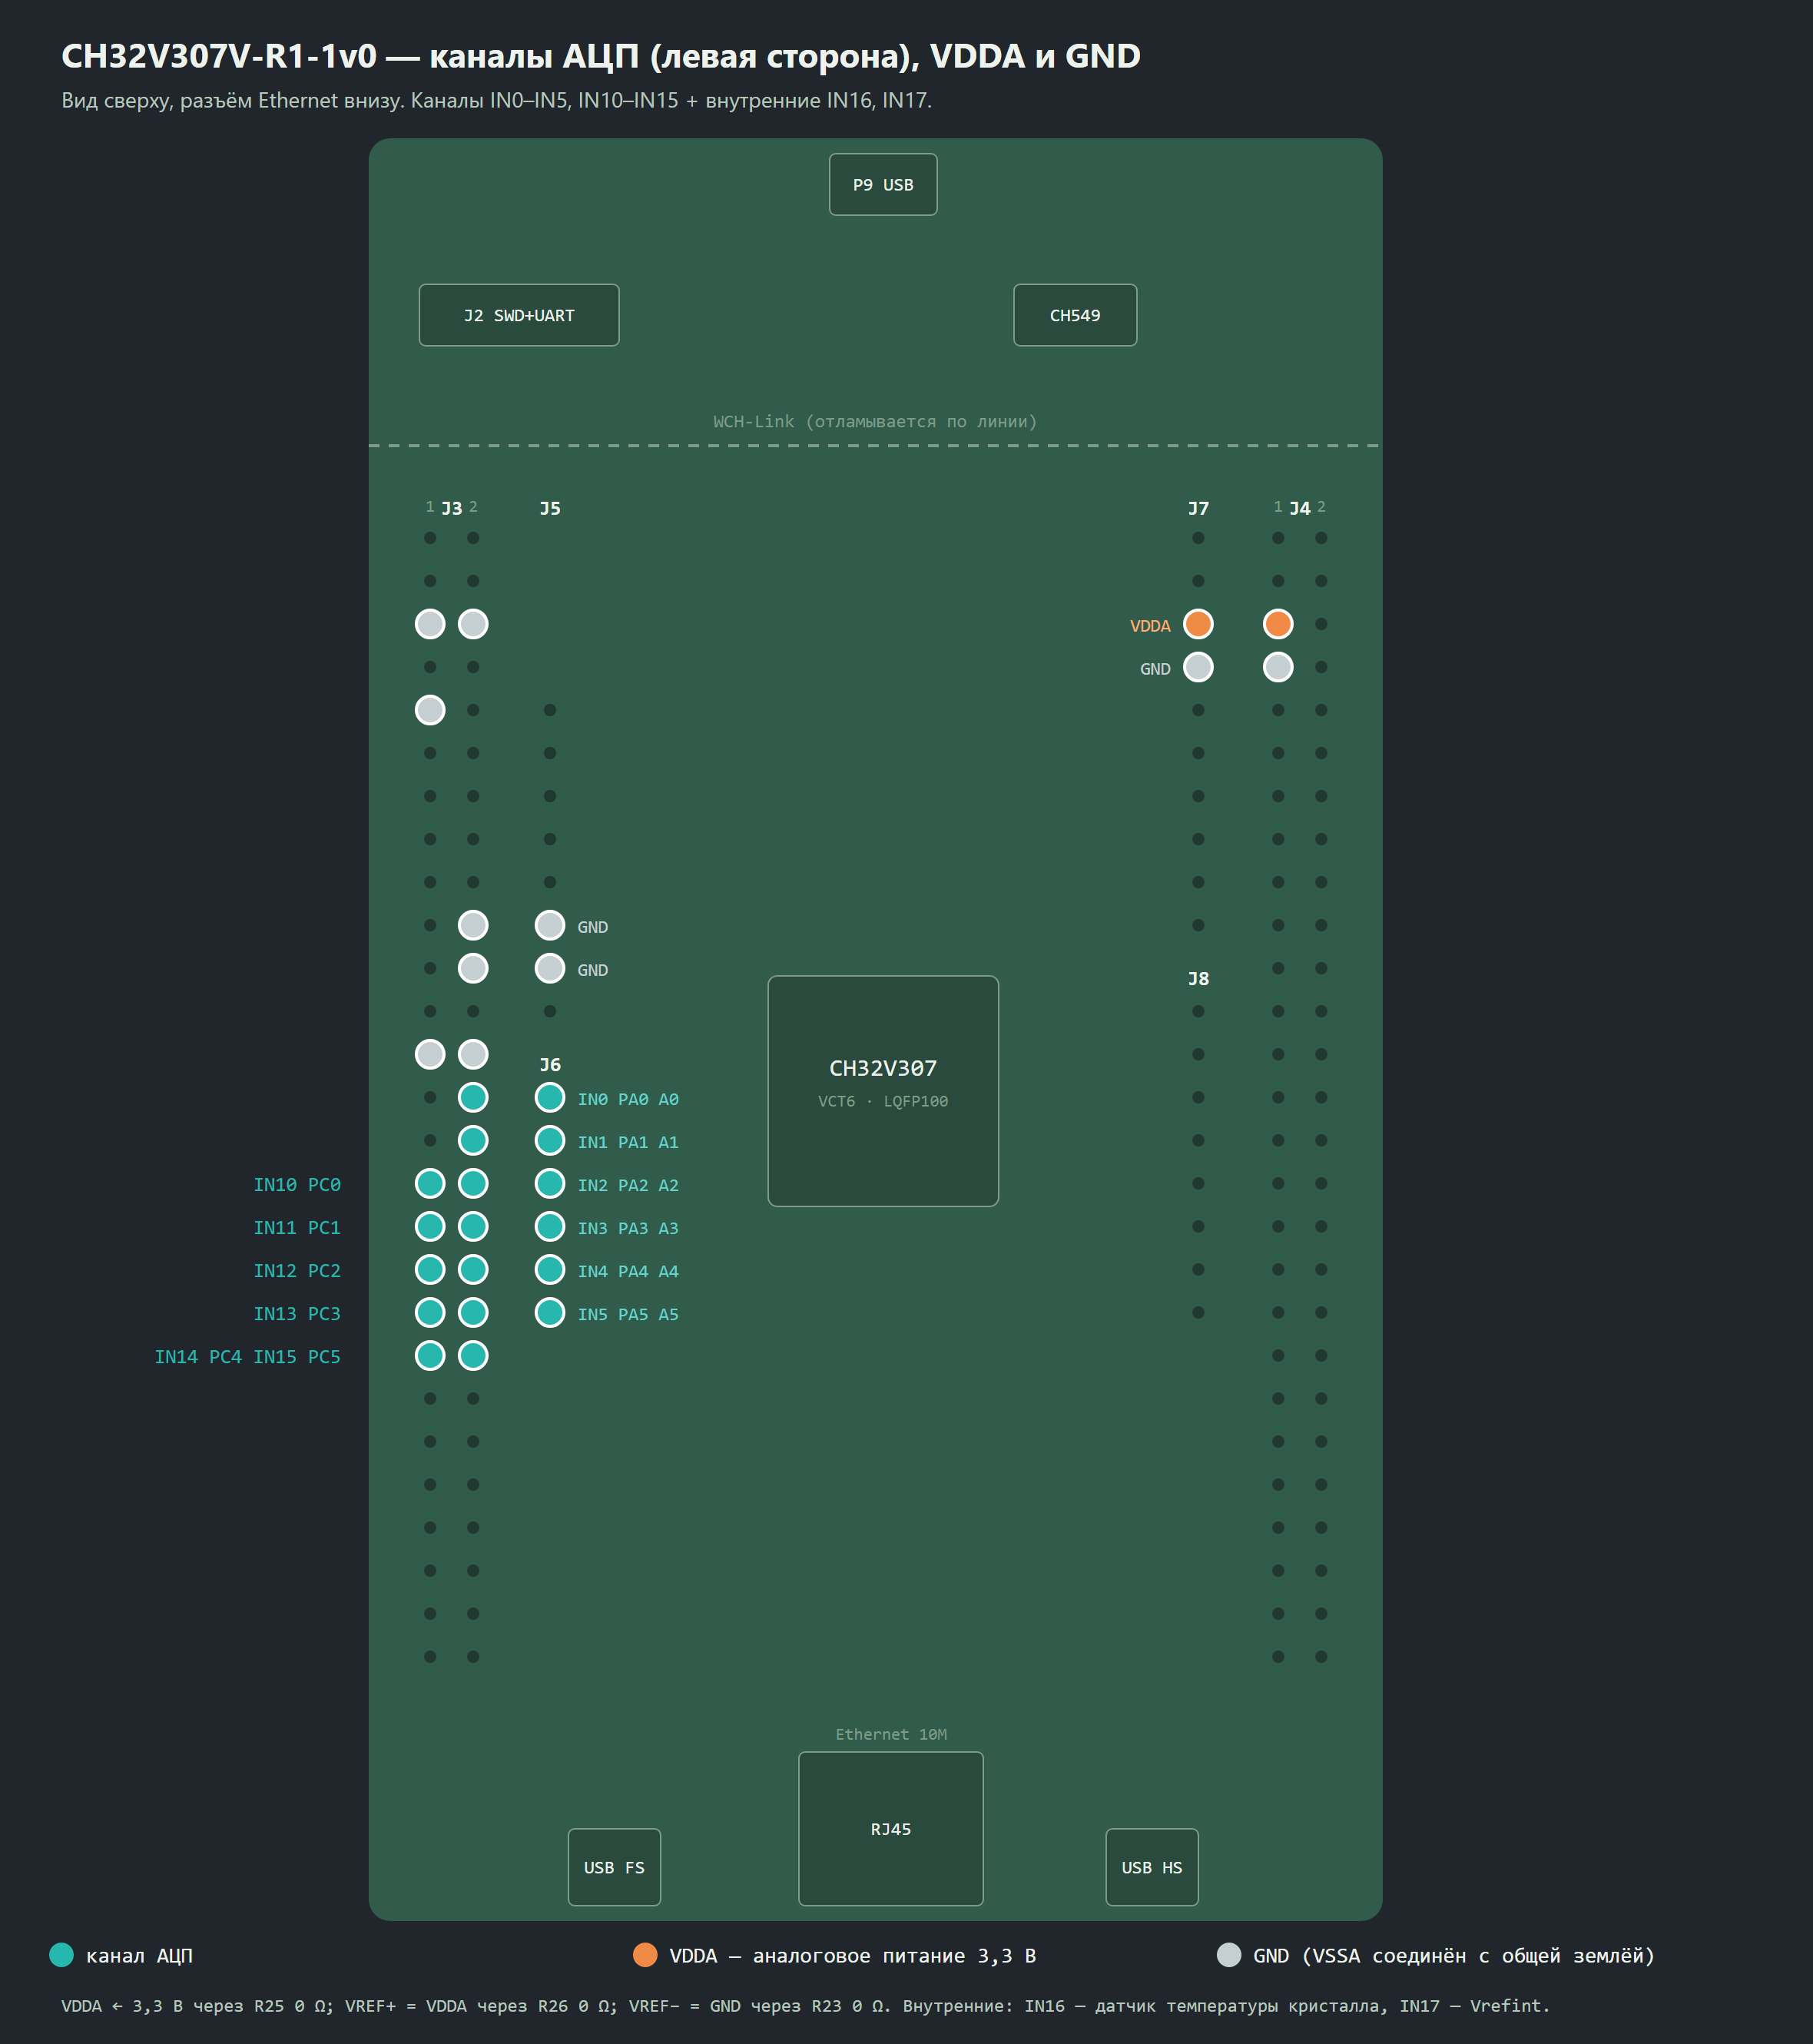 CH32V307V-R1-1v0 — каналы АЦП (левая сторона), VDDA и GND
Вид сверху, разъём Ethernet внизу. Каналы IN0–IN5, IN10–IN15 + внутренние IN16, IN17.
P9 USB
J2 SWD+UART
CH549
WCH-Link (отламывается по линии)
1 J3 2
J5
J7
1 J4 2
VDDA
GND
GND
GND
J8
CH32V307
VCT6 · LQFP100
J6
IN0 PA0 A0
IN1 PA1 A1
IN10 PC0
IN2 PA2 A2
IN11 PC1
IN3 PA3 A3
IN12 PC2
IN4 PA4 A4
IN13 PC3
IN5 PA5 A5
IN14 PC4 IN15 PC5
Ethernet 10M
RJ45
USB FS
USB HS
канал АЦП
VDDA — аналоговое питание 3,3 В
GND (VSSA соединён с общей землёй)
VDDA ← 3,3 В через R25 0 Ω; VREF+ = VDDA через R26 0 Ω; VREF− = GND через R23 0 Ω. Внутренние: IN16 — датчик температуры кристалла, IN17 — Vrefint.